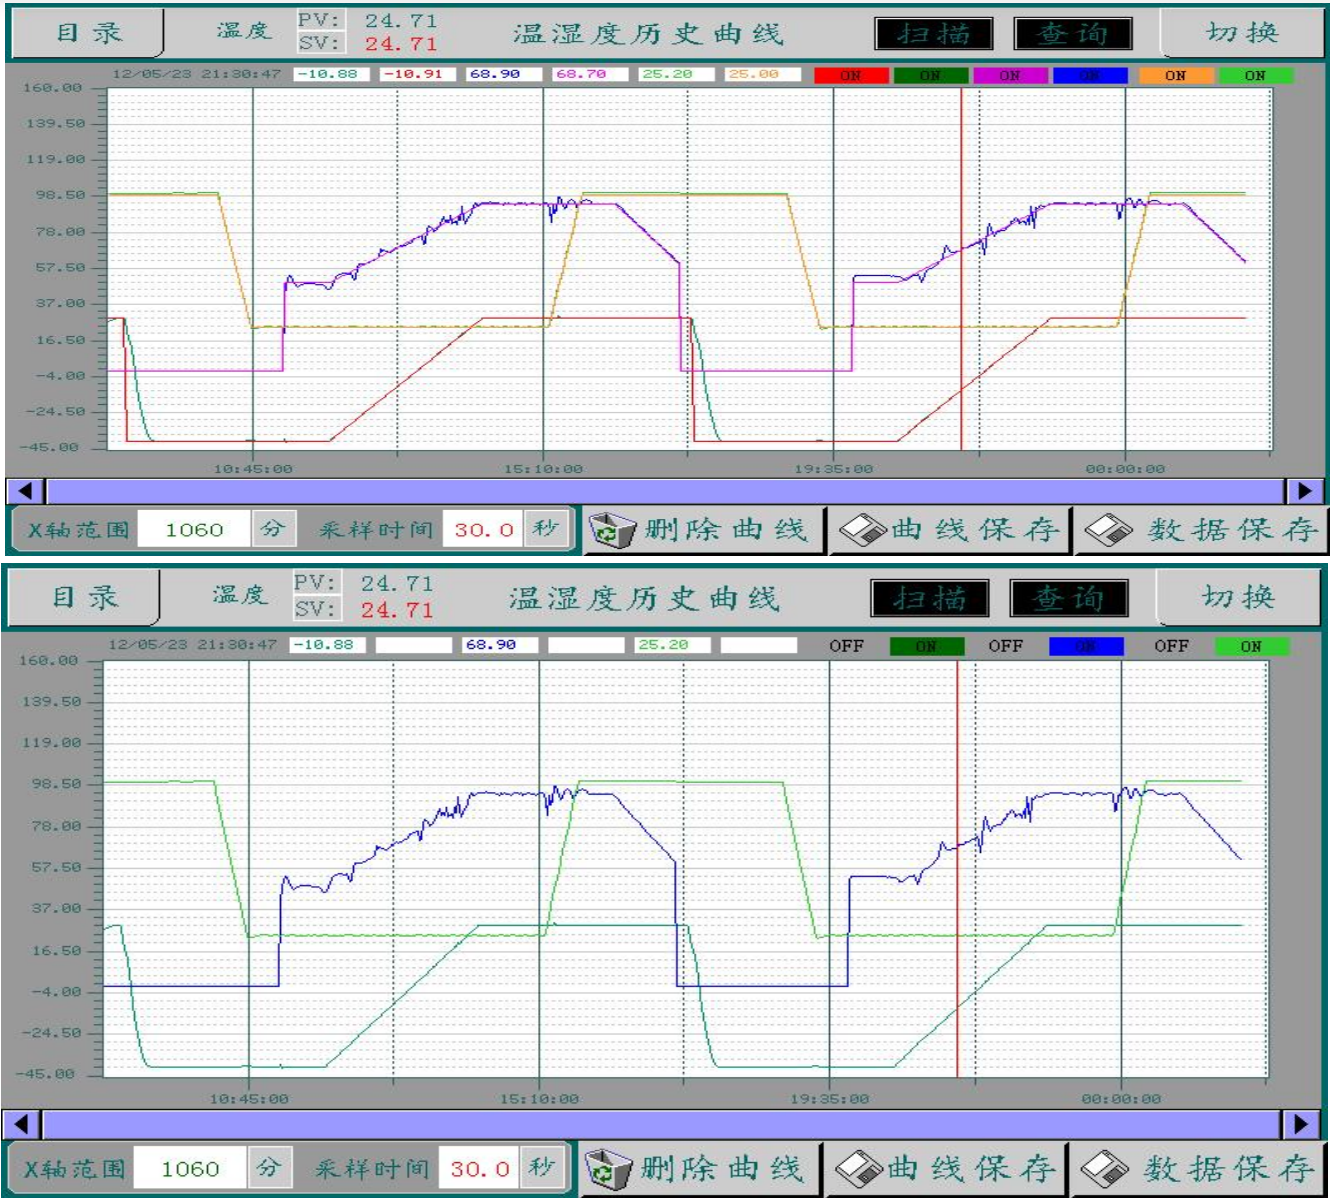 目录 温度 PV: 24.71 温湿度历史曲线 扫描 查询 切换
SV: 24.71
12/05/23 21:30:47 -10.88 -10.91 68.90 68.70 25.20 25.00 ON ON ON ON ON ON
160.00
139.50
119.00
98.50
78.00
57.50
37.00
16.50
-4.00
-24.50
-45.00
10:45:00 15:10:00 19:35:00 00:00:00
X轴范围 1060 分 采样时间 30.0 秒 删除曲线 曲线保存 数据保存
目录 温度 PV: 24.71 温湿度历史曲线 扫描 查询 切换
SV: 24.71
12/05/23 21:30:47 -10.88 68.90 25.20 OFF ON OFF ON OFF ON
160.00
139.50
119.00
98.50
78.00
57.50
37.00
16.50
-4.00
-24.50
-45.00
10:45:00 15:10:00 19:35:00 00:00:00
X轴范围 1060 分 采样时间 30.0 秒 删除曲线 曲线保存 数据保存